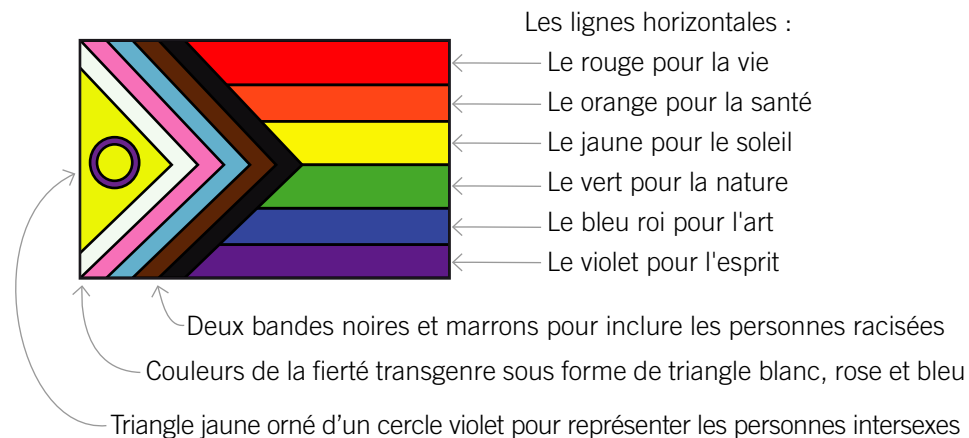 Les lignes horizontales :
Le rouge pour la vie
Le orange pour la santé
Le jaune pour le soleil
Le vert pour la nature
Le bleu roi pour l'art
Le violet pour l'esprit
Deux bandes noires et marrons pour inclure les personnes racisées
Couleurs de la fierté transgenre sous forme de triangle blanc, rose et bleu
Triangle jaune orné d’un cercle violet pour représenter les personnes intersexes